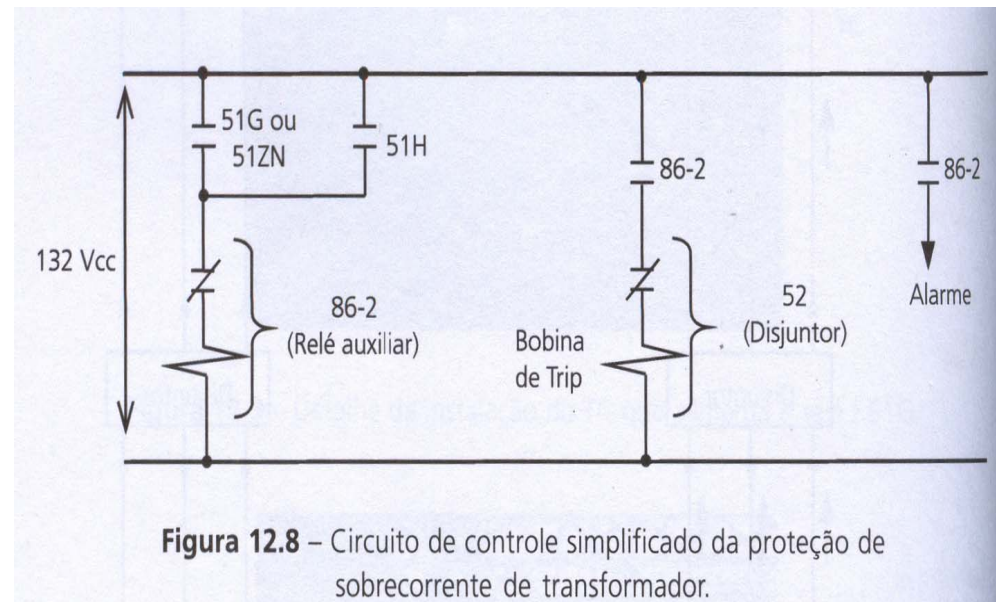 51G ou
51ZN
51H
86-2
86-2
132 Vcc
86-2
(Relé auxiliar)
Bobina
de Trip
52
(Disjuntor)
Alarme
Figura 12.8 – Circuito de controle simplificado da proteção de
sobrecorrente de transformador.